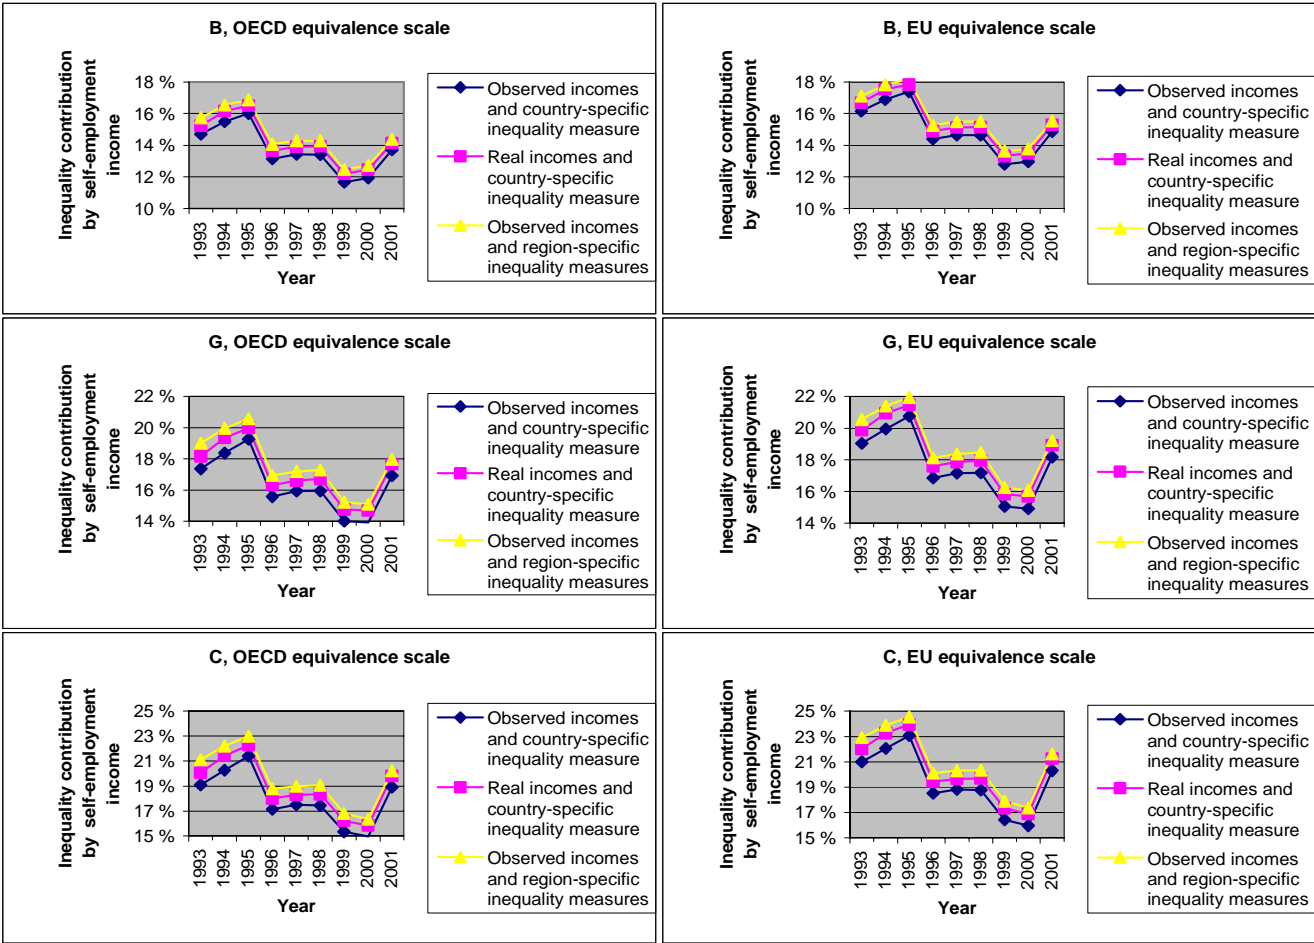 B, OECD equivalence scale
Inequality contribution
by self-employment
income
18 %
16 %
14 %
12 %
10 %
1993
1994
1995
1996
1997
1998
1999
2000
2001
Year
Observed incomes
and country-specific
inequality measure
Real incomes and
country-specific
inequality measure
Observed incomes
and region-specific
inequality measures
B, EU equivalence scale
Inequality contribution
by self-employment
income
18 %
16 %
14 %
12 %
10 %
1993
1994
1995
1996
1997
1998
1999
2000
2001
Year
Observed incomes
and country-specific
inequality measure
Real incomes and
country-specific
inequality measure
Observed incomes
and region-specific
inequality measures
G, OECD equivalence scale
Inequality contribution
by self-employment
income
22 %
20 %
18 %
16 %
14 %
1993
1994
1995
1996
1997
1998
1999
2000
2001
Year
Observed incomes
and country-specific
inequality measure
Real incomes and
country-specific
inequality measure
Observed incomes
and region-specific
inequality measures
G, EU equivalence scale
Inequality contribution
by self-employment
income
22 %
20 %
18 %
16 %
14 %
1993
1994
1995
1996
1997
1998
1999
2000
2001
Year
Observed incomes
and country-specific
inequality measure
Real incomes and
country-specific
inequality measure
Observed incomes
and region-specific
inequality measures
C, OECD equivalence scale
Inequality contribution
by self-employment
income
25 %
23 %
21 %
19 %
17 %
15 %
1993
1994
1995
1996
1997
1998
1999
2000
2001
Year
Observed incomes
and country-specific
inequality measure
Real incomes and
country-specific
inequality measure
Observed incomes
and region-specific
inequality measures
C, EU equivalence scale
Inequality contribution
by self-employment
income
25 %
23 %
21 %
19 %
17 %
15 %
1993
1994
1995
1996
1997
1998
1999
2000
2001
Year
Observed incomes
and country-specific
inequality measure
Real incomes and
country-specific
inequality measure
Observed incomes
and region-specific
inequality measures